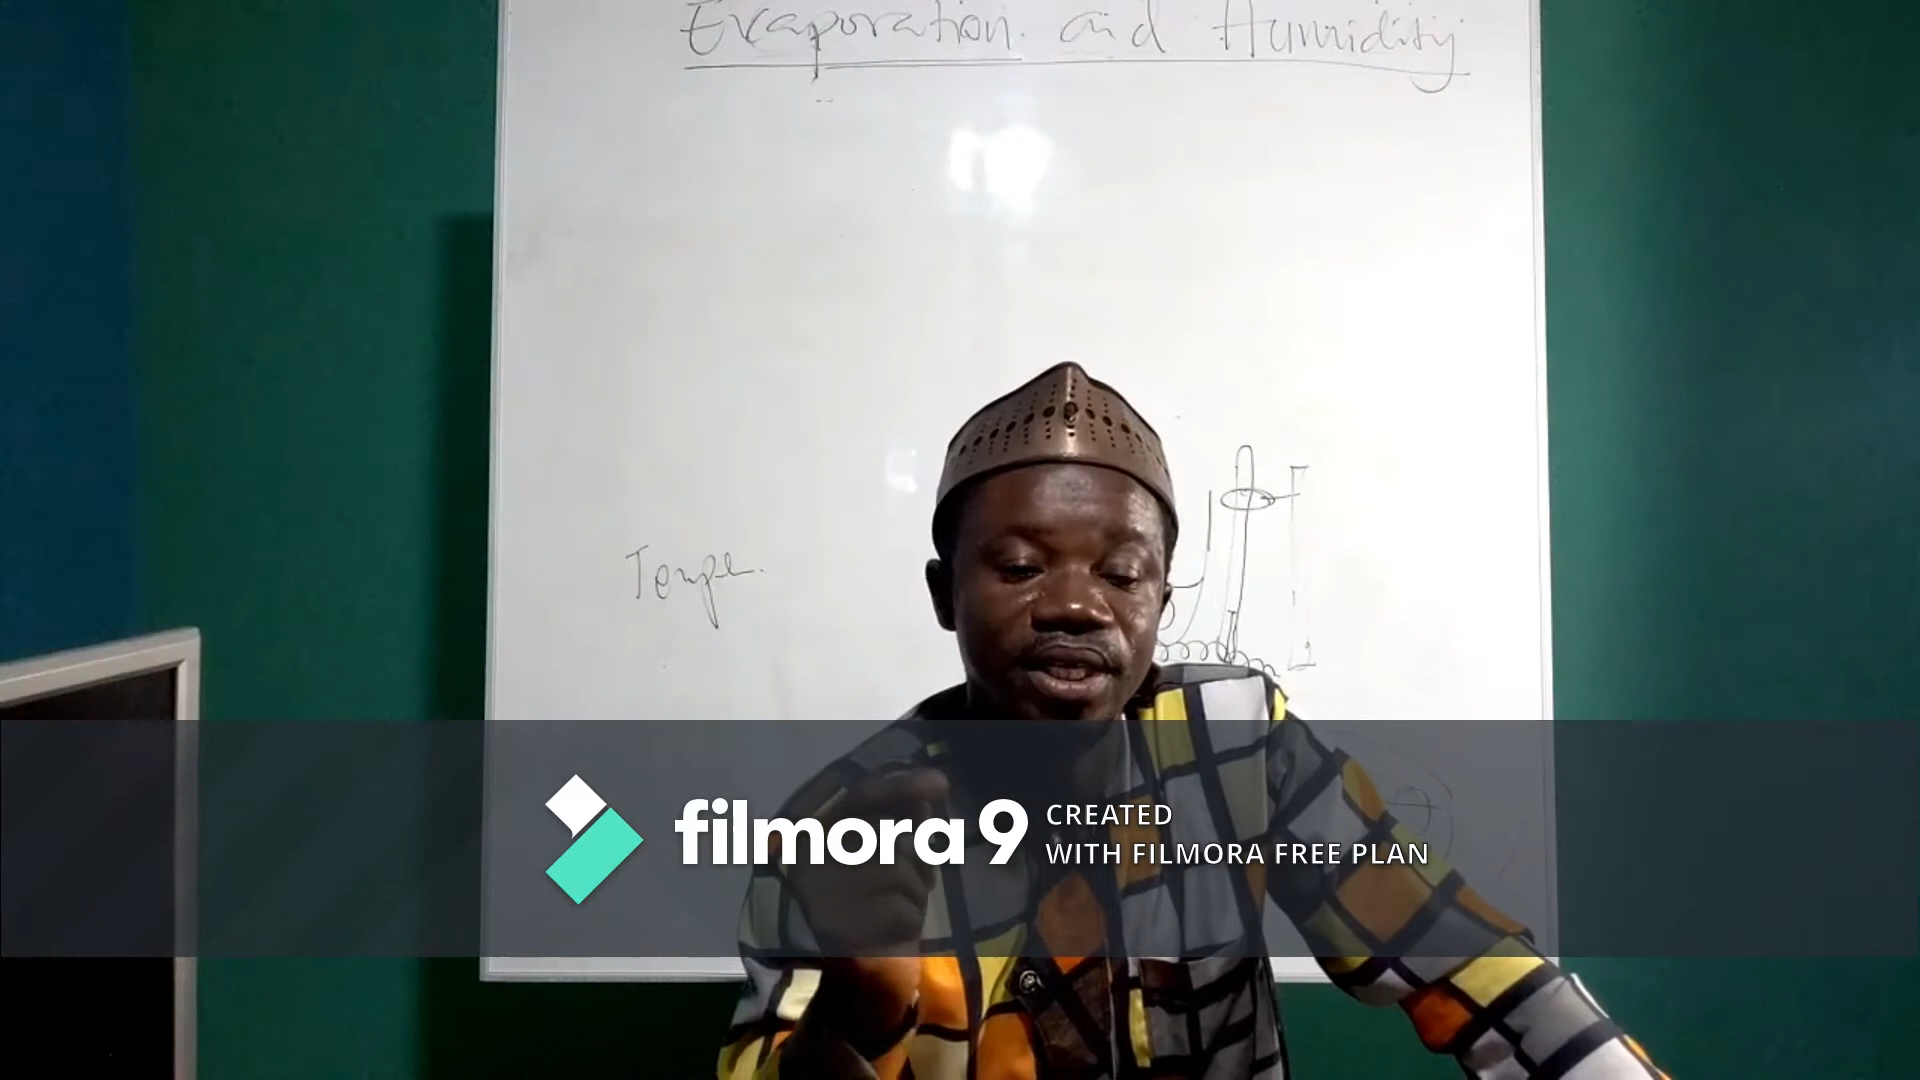 Evaporation and Humidity
Tempe.
filmora9
CREATED
WITH FILMORA FREE PLAN